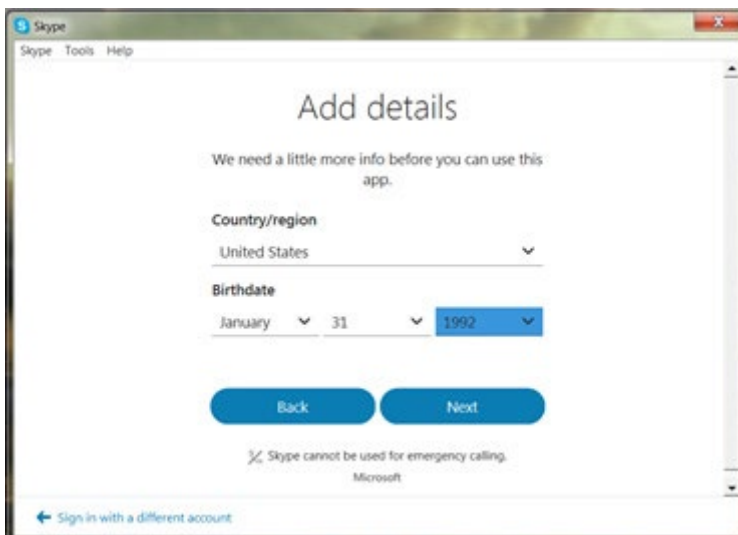 Skype
Skype Tools Help
Add details
We need a little more info before you can use this
app.
Country/region
United States
Birthdate
January 31 1992
Back Next
Skype cannot be used for emergency calling.
Microsoft
Sign in with a different account